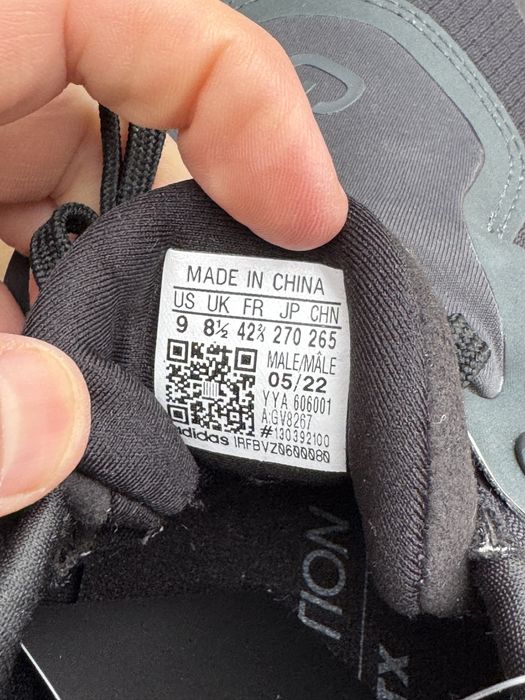 MADE IN CHINA
US UK FR JP CHN
9 8½ 42⅔ 270 265
MALE/MÂLE
05/22
YYA 606001
A:GV8267
#130392100
adidas IRFBVZ0600080